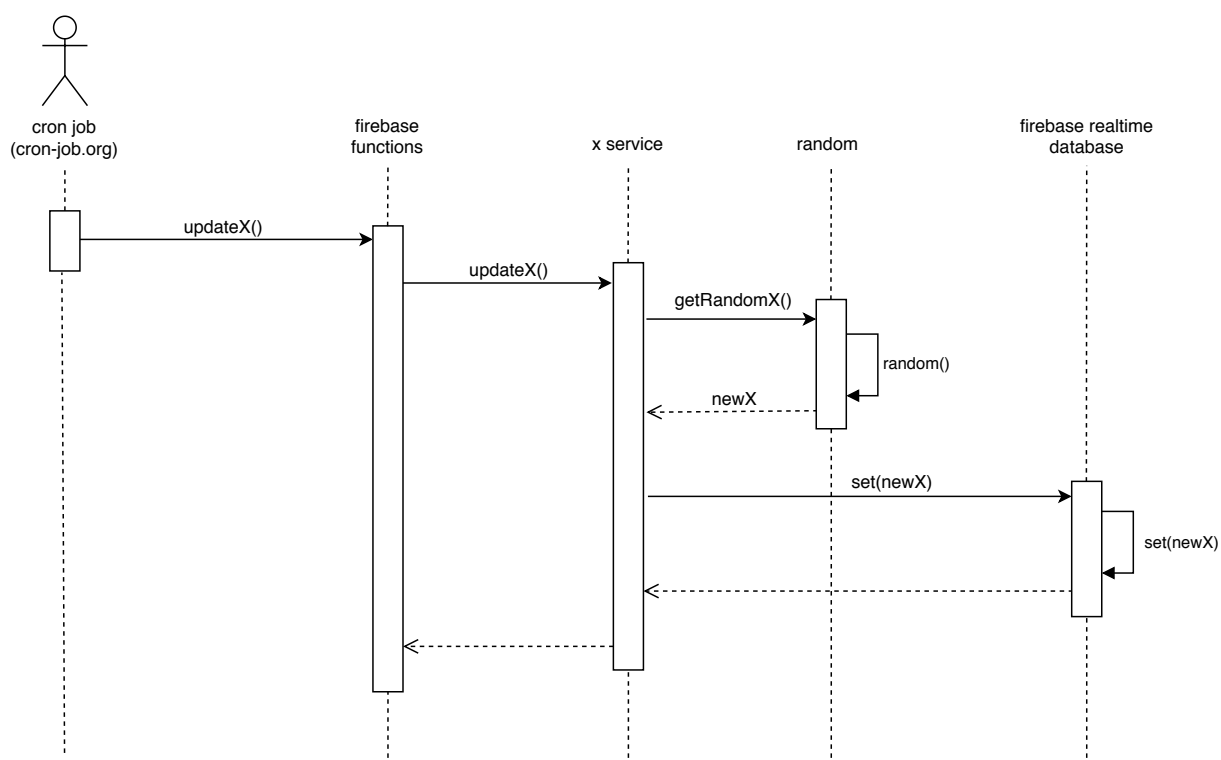 cron job
(cron-job.org)
firebase
functions
x service
random
firebase realtime
database
updateX()
updateX()
getRandomX()
random()
newX
set(newX)
set(newX)